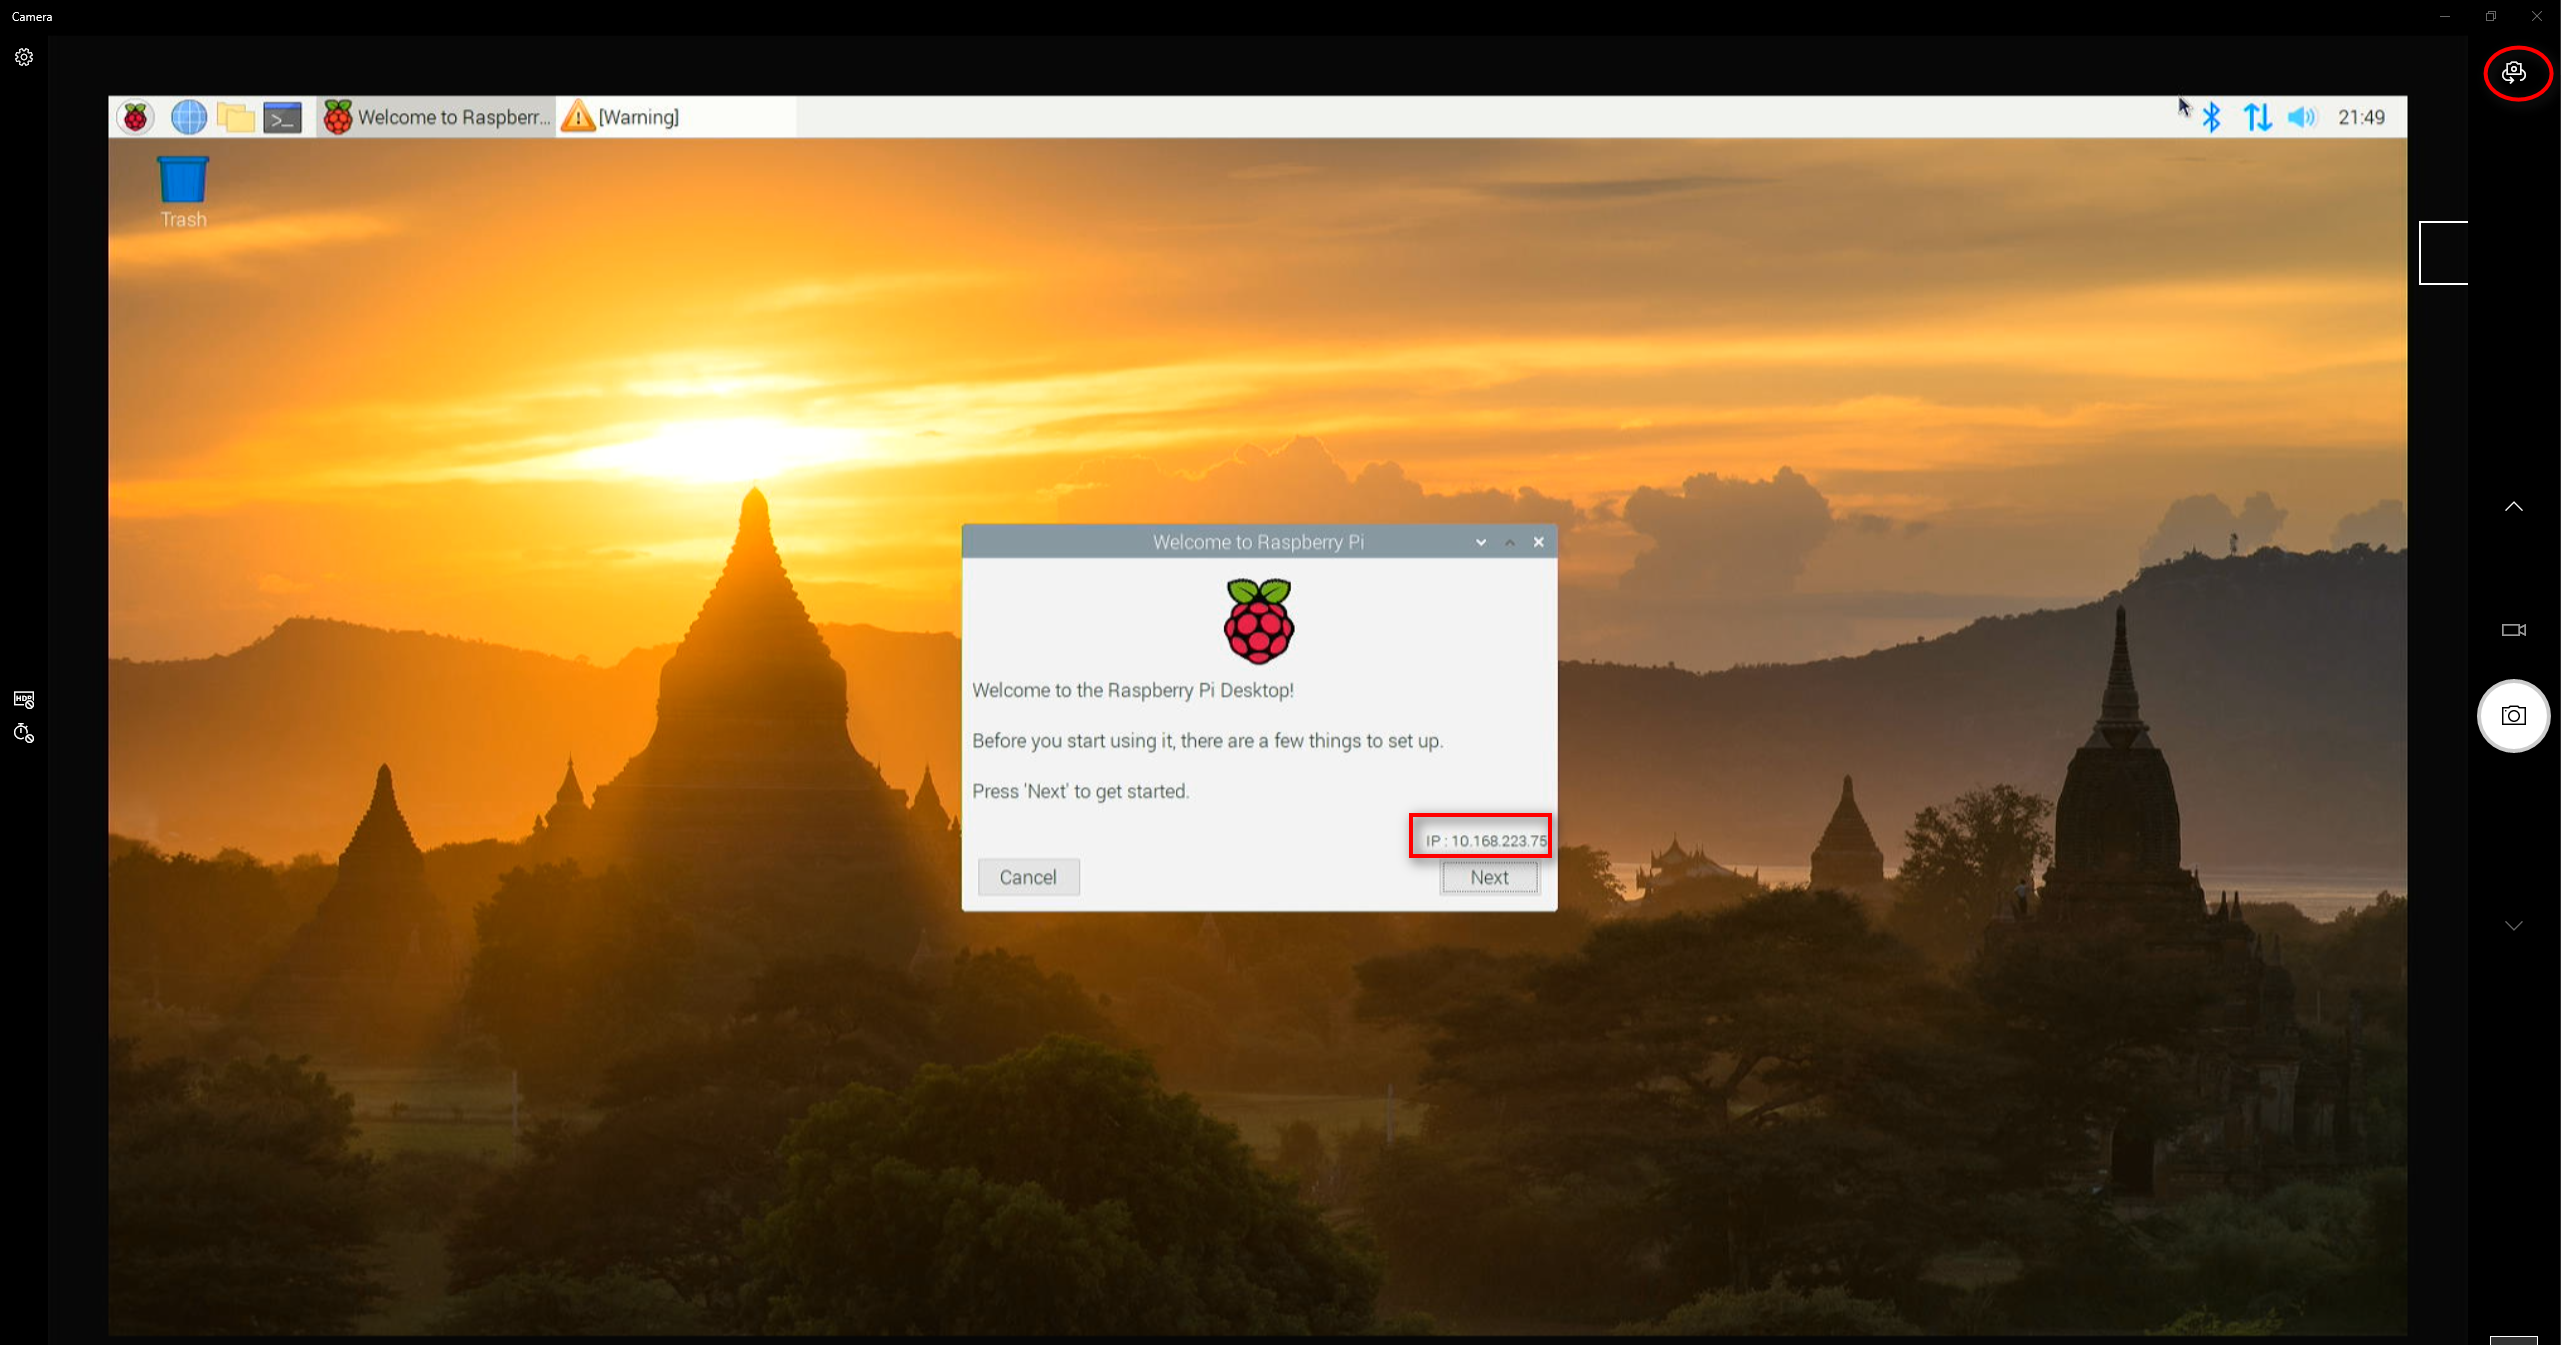 Camera
Welcome to Raspberr...
[Warning]
21:49
Trash
Welcome to Raspberry Pi
Welcome to the Raspberry Pi Desktop!
Before you start using it, there are a few things to set up.
Press 'Next' to get started.
IP : 10.168.223.75
Cancel
Next
HDR